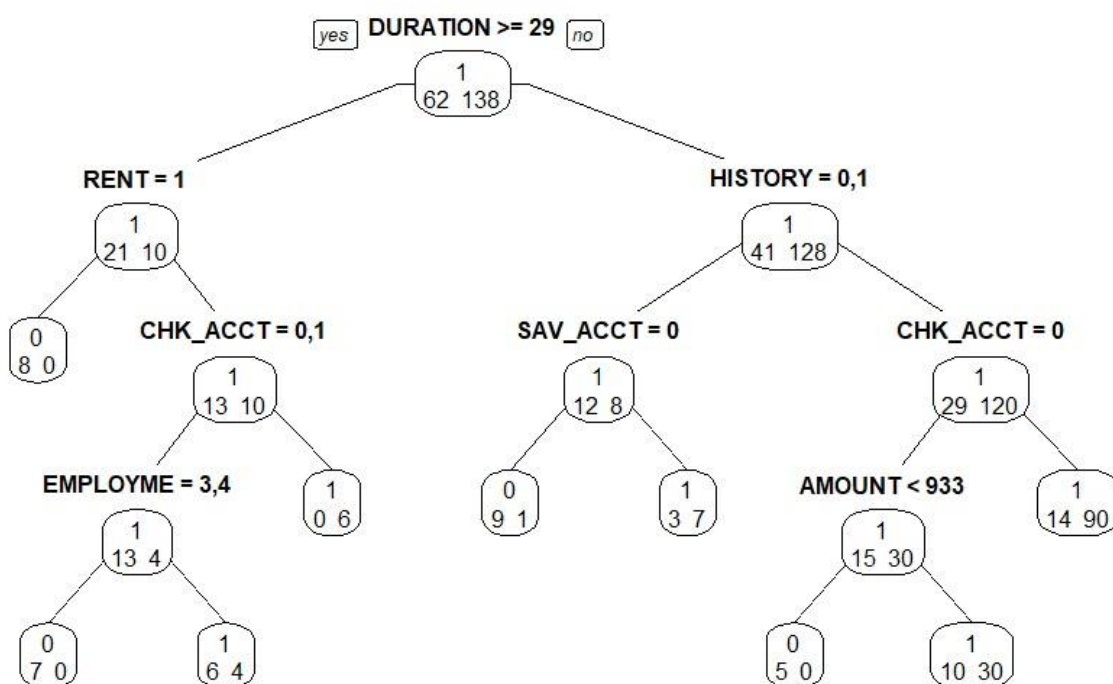 yes DURATION >= 29 no
1
62 138
RENT = 1 HISTORY = 0,1
1 1
21 10 41 128
CHK_ACCT = 0,1 SAV_ACCT = 0 CHK_ACCT = 0
0 1 1 1
8 0 13 10 12 8 29 120
EMPLOYME = 3,4 AMOUNT < 933
1 0 1 1
0 6 9 1 3 7 14 90
1 1
13 4 15 30
0 1 0 1
7 0 6 4 5 0 10 30